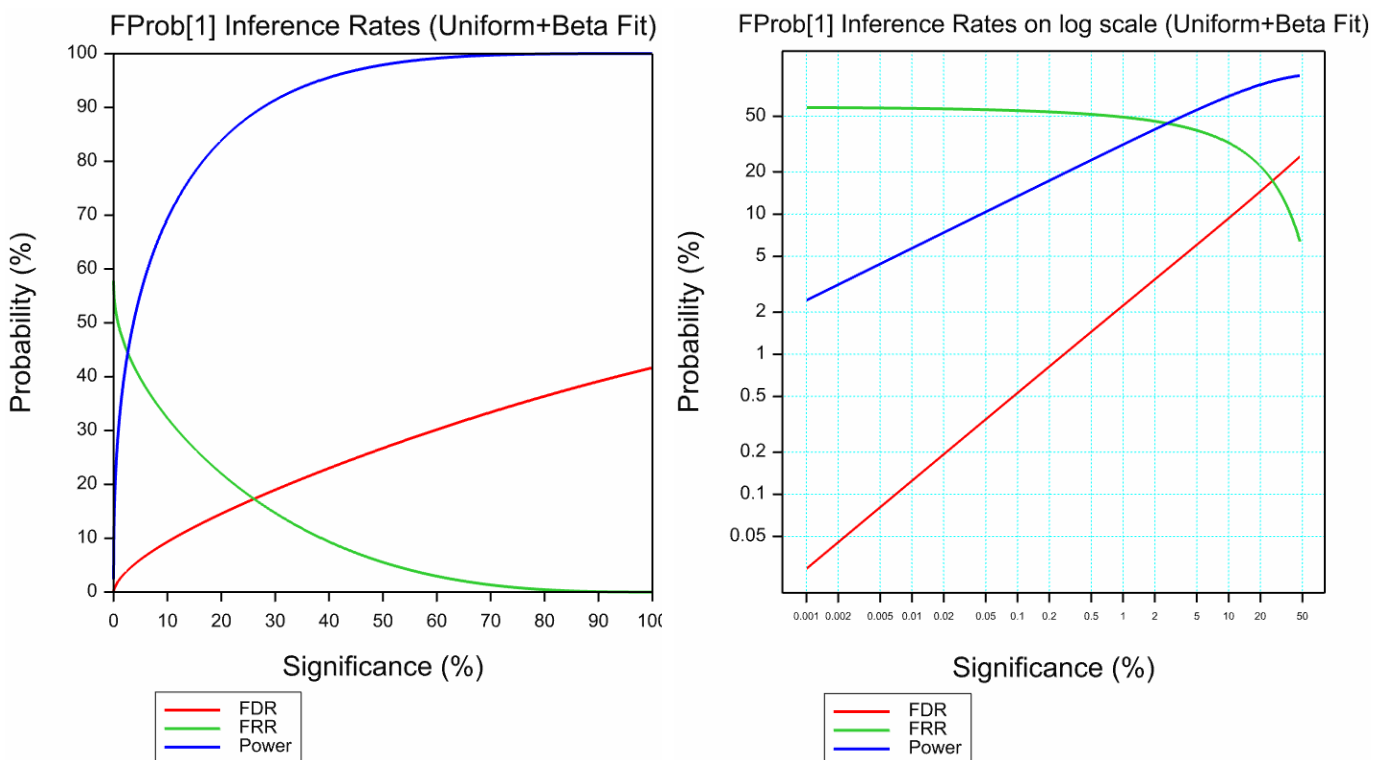 FProb[1] Inference Rates (Uniform+Beta Fit)
100
90
80
70
60
50
40
30
20
10
0
Probability (%)
0 10 20 30 40 50 60 70 80 90 100
Significance (%)
FDR
FRR
Power
FProb[1] Inference Rates on log scale (Uniform+Beta Fit)
50
20
10
5
2
1
0.5
0.2
0.1
0.05
Probability (%)
0.001 0.002 0.005 0.01 0.02 0.05 0.1 0.2 0.5 1 2 5 10 20 50
Significance (%)
FDR
FRR
Power